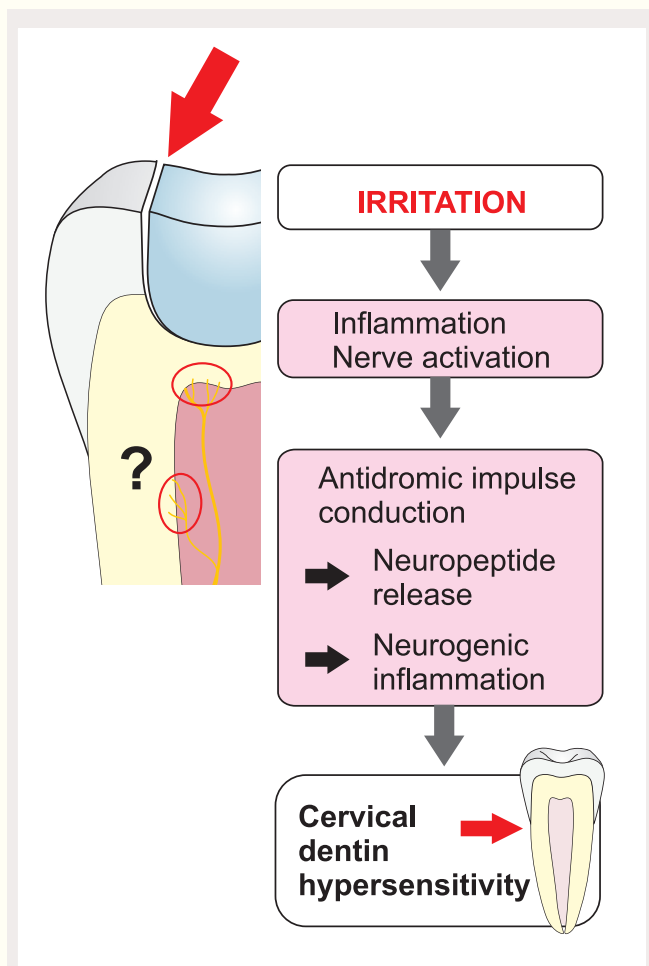 IRRITATION
Inflammation
Nerve activation
?
Antidromic impulse
conduction
Neuropeptide
release
Neurogenic
inflammation
Cervical
dentin
hypersensitivity